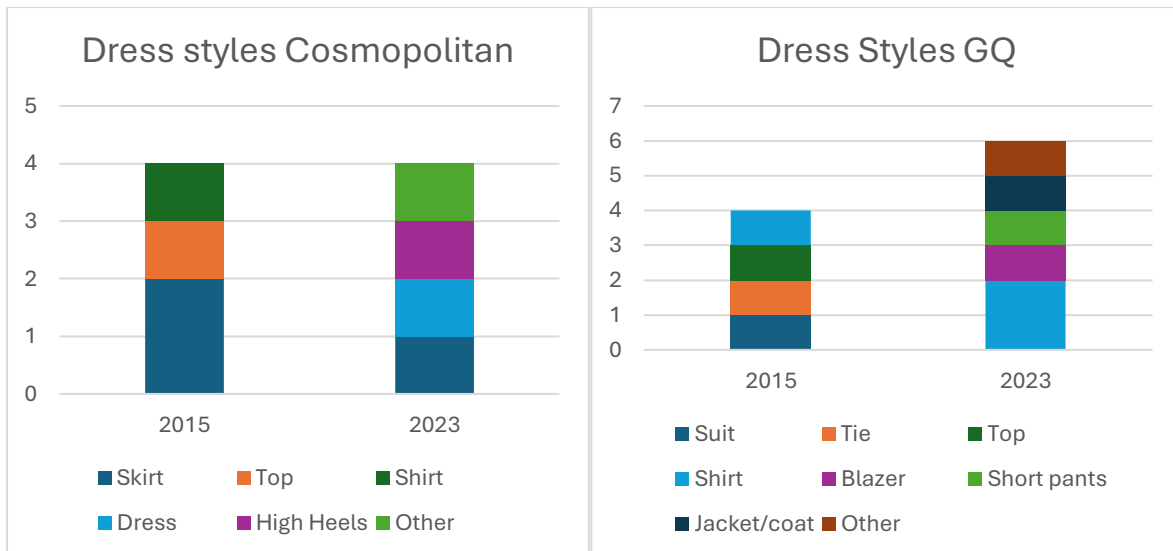 Dress styles Cosmopolitan
5
4
3
2
1
0
2015 2023
Skirt Top Shirt
Dress High Heels Other
Dress Styles GQ
7
6
5
4
3
2
1
0
2015 2023
Suit Tie Top
Shirt Blazer Short pants
Jacket/coat Other